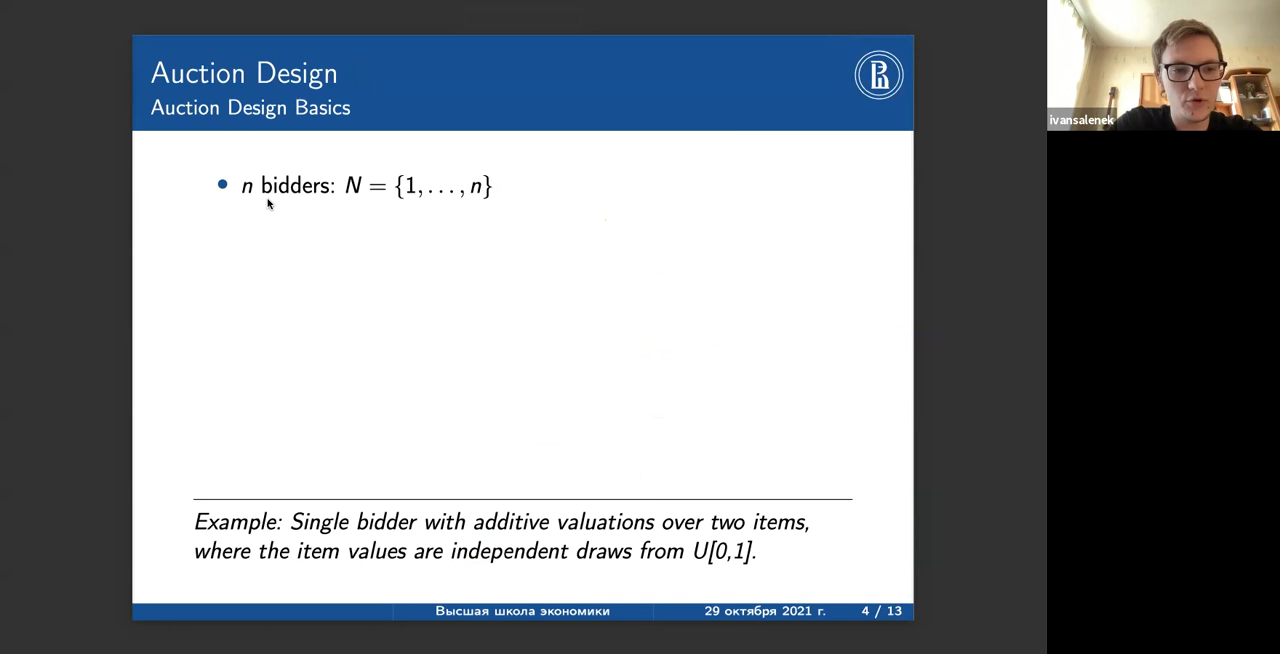 Auction Design
Auction Design Basics
ivansalenek
• n bidders: N = {1, . . . , n}
Example: Single bidder with additive valuations over two items,
where the item values are independent draws from U[0,1].
Высшая школа экономики 29 октября 2021 г. 4 / 13